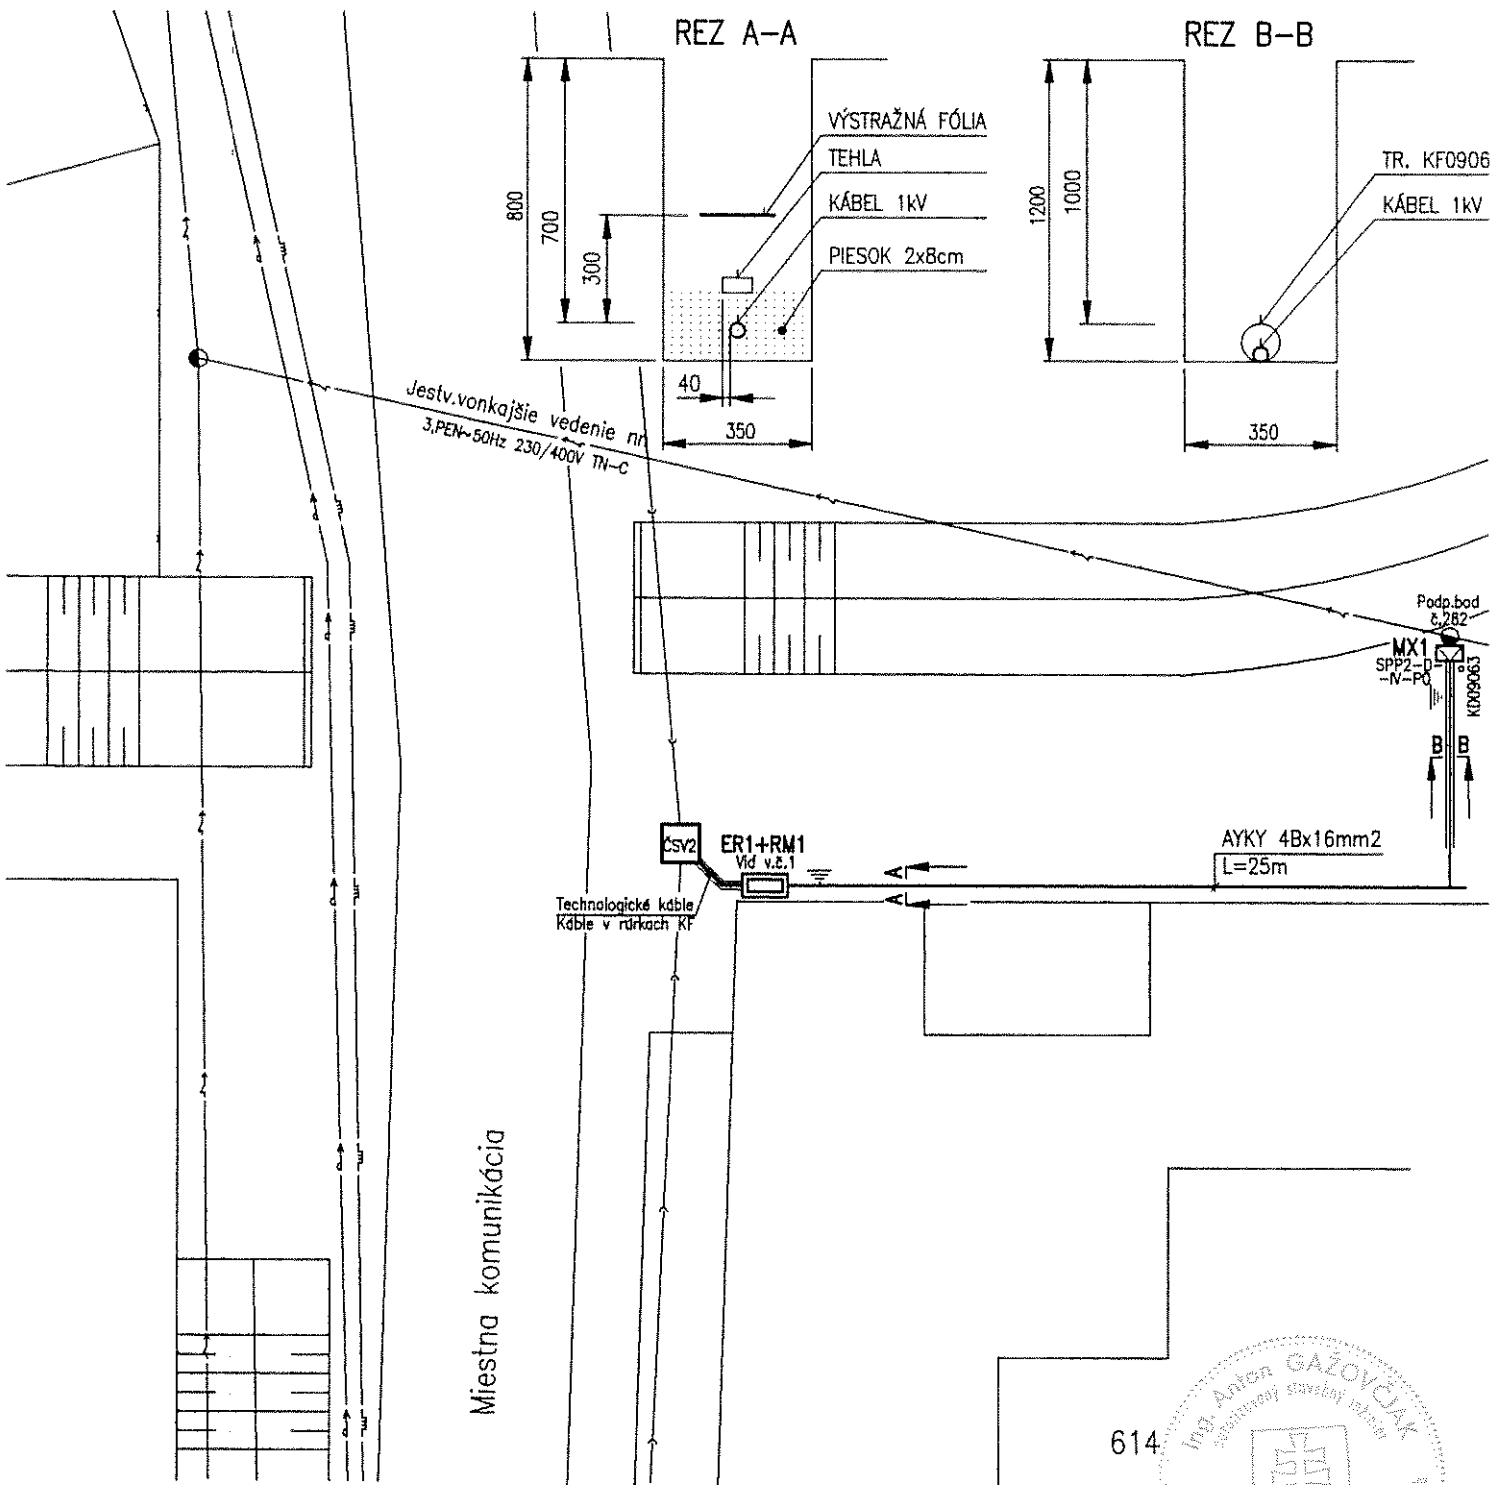 REZ A-A
REZ B-B
VÝSTRAŽNÁ FÓLIA
TEHLA
KÁBEL 1kV
PIESOK 2x8cm
800
700
300
40
350
TR. KF0906
KÁBEL 1kV
1200
1000
350
Jestv.vonkajšie vedenie nn
3,PEN~50Hz 230/400V TN-C
Podp.bod
č.282
MX1
SPP2-D
-IV-PO
KD09063
B B
ČSV2
ER1+RM1
Viď v.č.1
A
A
AYKY 4Bx16mm2
L=25m
Technologické káble
Káble v rúrkach KF
Miestna komunikácia
614
Ing. Anton GAŽOVČIAK
stavebný inžinier